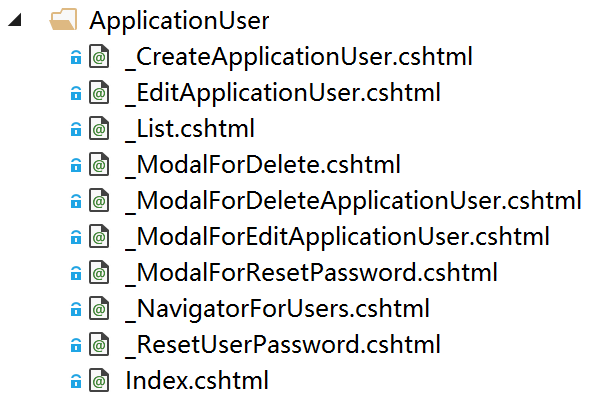 ApplicationUser
_CreateApplicationUser.cshtml
_EditApplicationUser.cshtml
_List.cshtml
_ModalForDelete.cshtml
_ModalForDeleteApplicationUser.cshtml
_ModalForEditApplicationUser.cshtml
_ModalForResetPassword.cshtml
_NavigatorForUsers.cshtml
_ResetUserPassword.cshtml
Index.cshtml